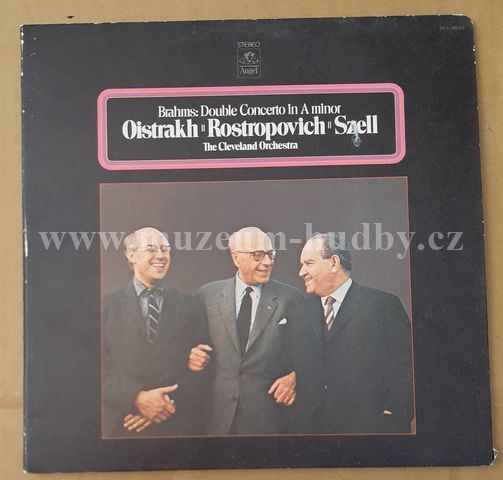 STEREO
Angel
Brahms: Double Concerto in A minor
Oistrakh Rostropovich Szell
The Cleveland Orchestra
www.muzeum-hudby.cz